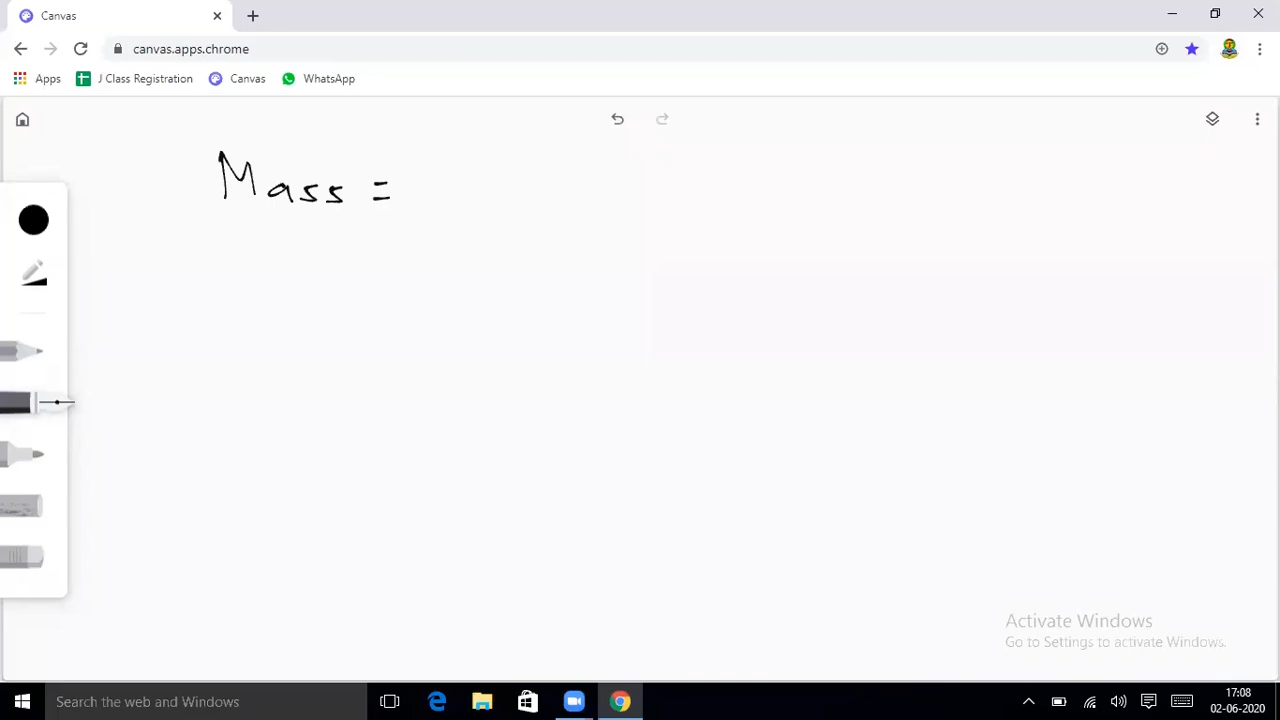 Canvas
canvas.apps.chrome
Apps J Class Registration Canvas WhatsApp
Mass =
Activate Windows
Go to Settings to activate Windows.
Search the web and Windows
17:08
02-06-2020